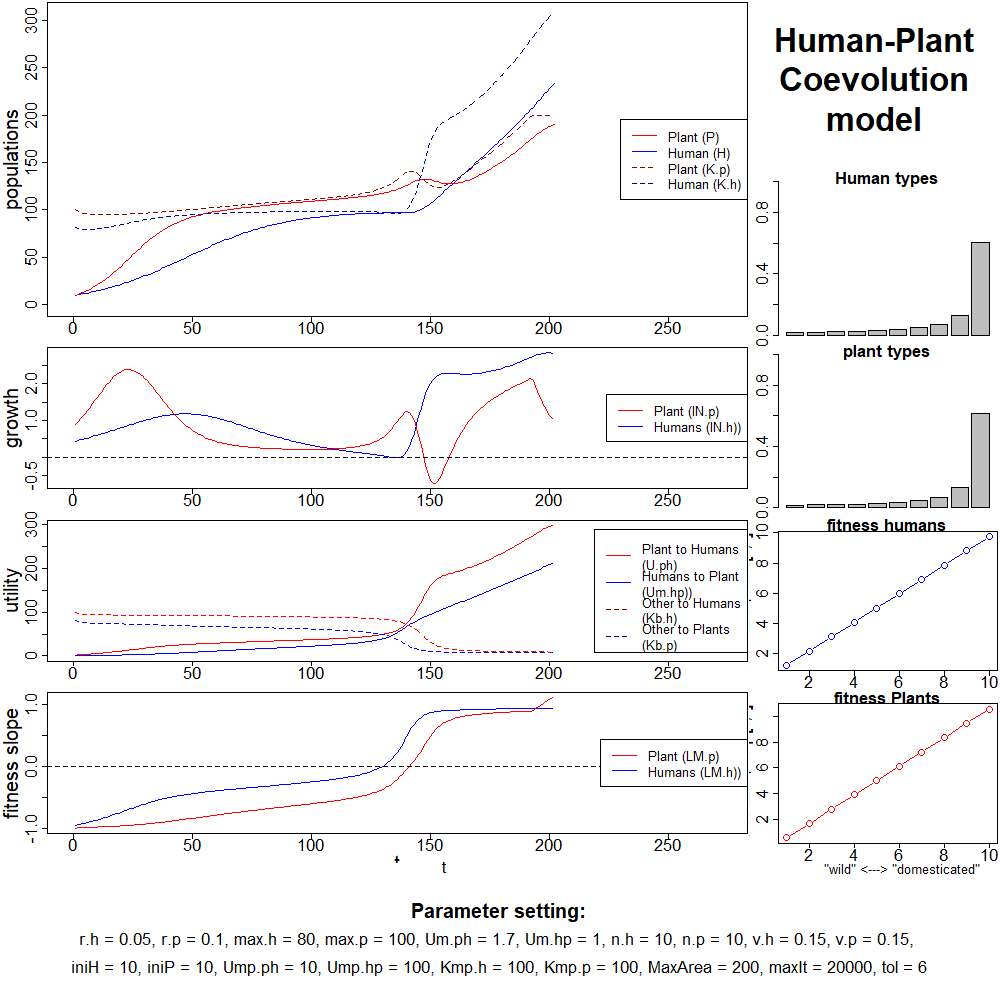 Human-Plant
Coevolution
model
populations
0
50
100
150
200
250
300
0
50
100
150
200
250
Plant (P)
Human (H)
Plant (K.p)
Human (K.h)
growth
-0.5
1.0
2.0
0
50
100
150
200
250
Plant (IN.p)
Humans (IN.h))
utility
0
100
200
300
0
50
100
150
200
250
Plant to Humans
(U.ph)
Humans to Plant
(Um.hp))
Other to Humans
(Kb.h)
Other to Plants
(Kb.p)
fitness slope
-1.0
0.0
1.0
0
50
100
150
200
250
t
Plant (LM.p)
Humans (LM.h))
Human types
0.0
0.4
0.8
plant types
0.0
0.4
0.8
fitness humans
2
4
6
8
10
2
4
6
8
10
fitness Plants
2
4
6
8
2
4
6
8
10
"wild" <---> "domesticated"
Parameter setting:
r.h = 0.05, r.p = 0.1, max.h = 80, max.p = 100, Um.ph = 1.7, Um.hp = 1, n.h = 10, n.p = 10, v.h = 0.15, v.p = 0.15,
iniH = 10, iniP = 10, Ump.ph = 10, Ump.hp = 100, Kmp.h = 100, Kmp.p = 100, MaxArea = 200, maxIt = 20000, tol = 6